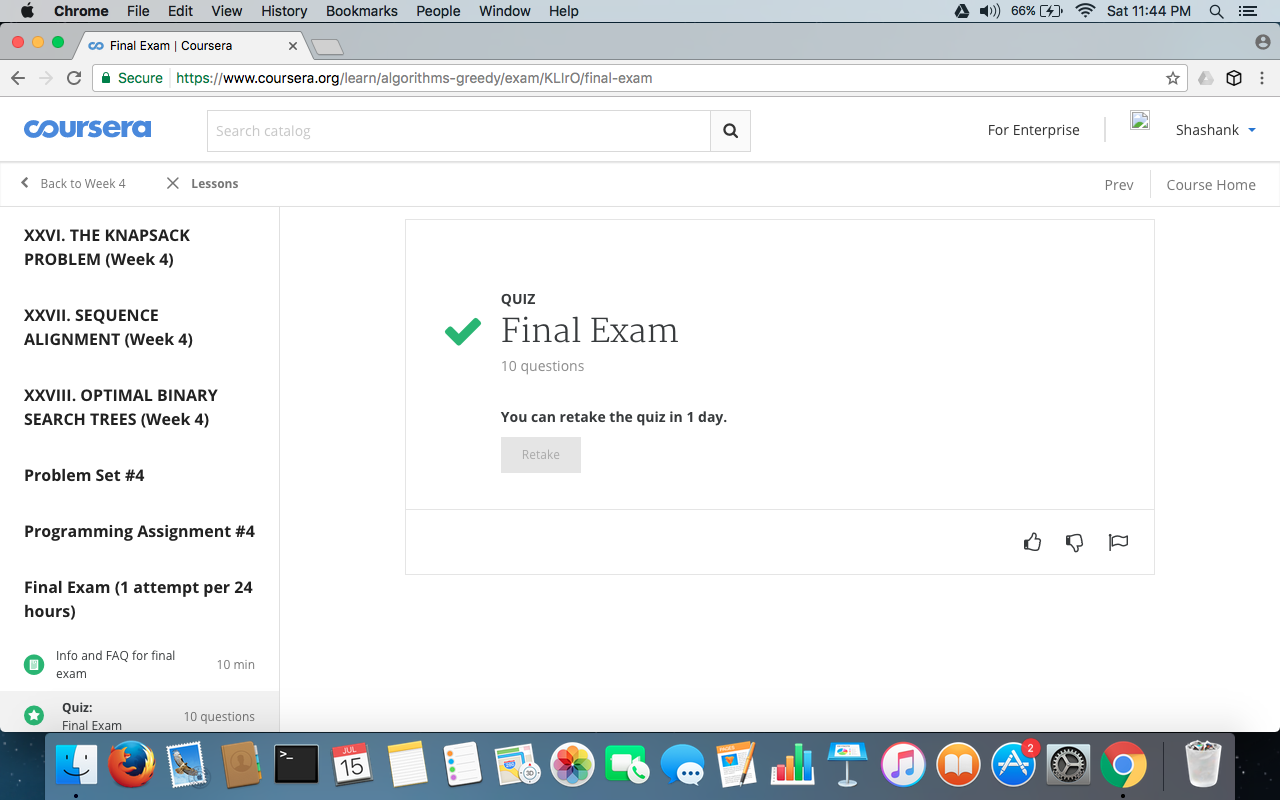 Chrome File Edit View History Bookmarks People Window Help 66% Sat 11:44 PM
Final Exam | Coursera
Secure https://www.coursera.org/learn/algorithms-greedy/exam/KLIrO/final-exam
coursera Search catalog For Enterprise Shashank
Back to Week 4 Lessons Prev Course Home
XXVI. THE KNAPSACK
PROBLEM (Week 4)
XXVII. SEQUENCE
ALIGNMENT (Week 4)
XXVIII. OPTIMAL BINARY
SEARCH TREES (Week 4)
Problem Set #4
Programming Assignment #4
Final Exam (1 attempt per 24
hours)
Info and FAQ for final
exam
10 min
Quiz:
Final Exam
10 questions
QUIZ
Final Exam
10 questions
You can retake the quiz in 1 day.
Retake
>_
JUL
15
3D
PAGES
2